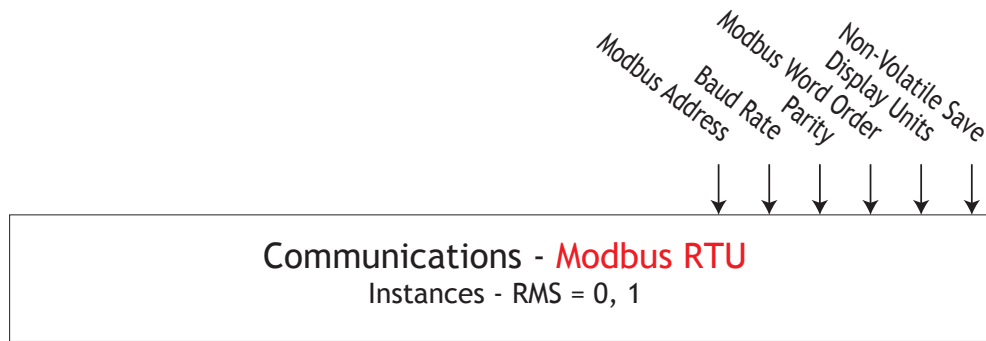 Modbus Address
Baud Rate
Parity
Modbus Word Order
Display Units
Non-Volatile Save
Communications - Modbus RTU
Instances - RMS = 0, 1